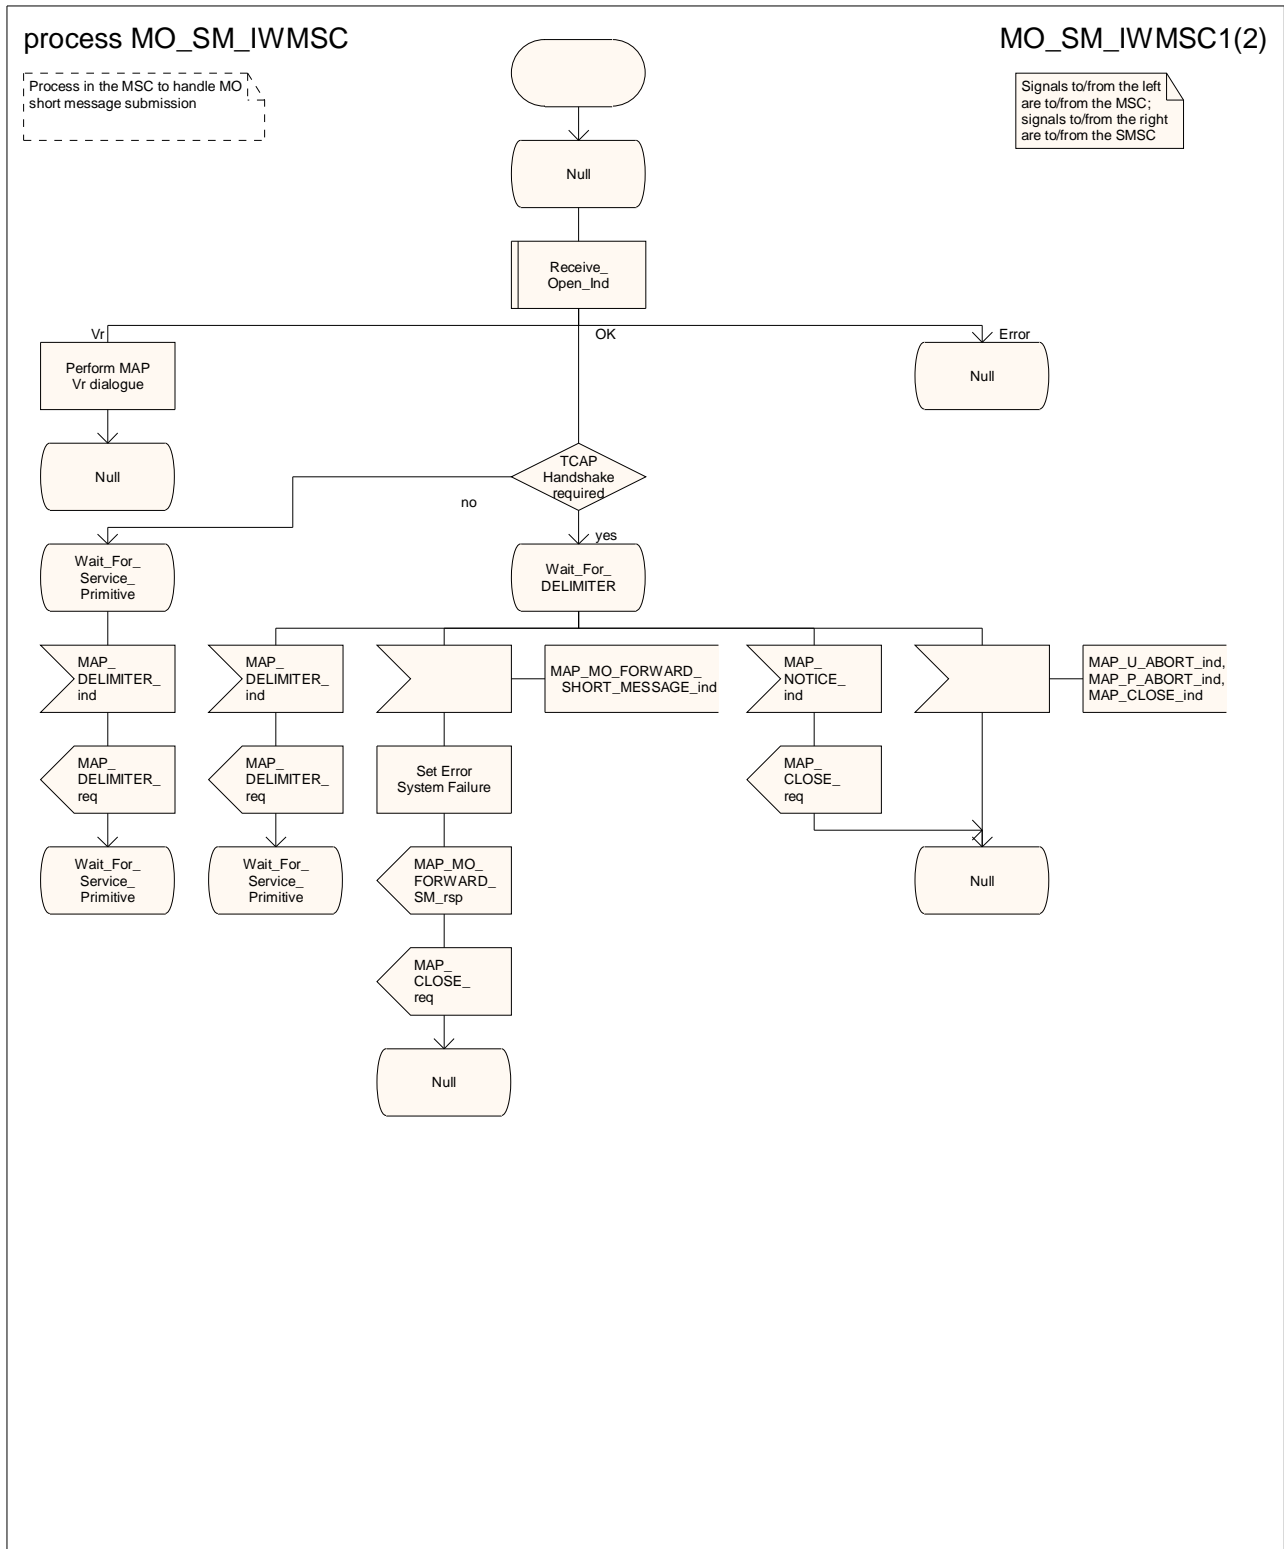 process MO_SM_IWMSC
MO_SM_IWMSC1(2)
Process in the MSC to handle MO
short message submission
Signals to/from the left
are to/from the MSC;
signals to/from the right
are to/from the SMSC
Null
Receive_
Open_Ind
Vr
OK
Error
Perform MAP
Vr dialogue
Null
Null
TCAP
Handshake
required
no
yes
Wait_For_
Service_
Primitive
Wait_For_
DELIMITER
MAP_
DELIMITER_
ind
MAP_
DELIMITER_
ind
MAP_MO_FORWARD_
SHORT_MESSAGE_ind
MAP_
NOTICE_
ind
MAP_U_ABORT_ind,
MAP_P_ABORT_ind,
MAP_CLOSE_ind
MAP_
DELIMITER_
req
MAP_
DELIMITER_
req
Set Error
System Failure
MAP_
CLOSE_
req
Wait_For_
Service_
Primitive
Wait_For_
Service_
Primitive
MAP_MO_
FORWARD_
SM_rsp
Null
MAP_
CLOSE_
req
Null